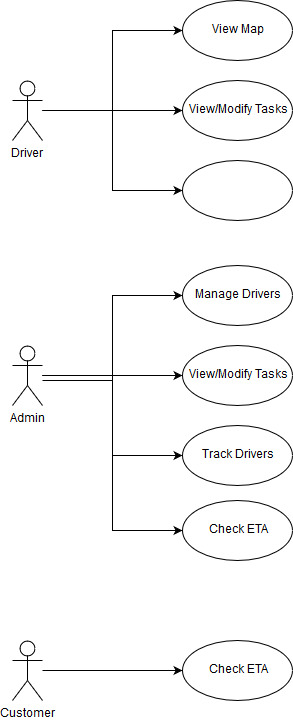 View Map
View/Modify Tasks
Driver
Manage Drivers
View/Modify Tasks
Admin
Track Drivers
Check ETA
Check ETA
Customer